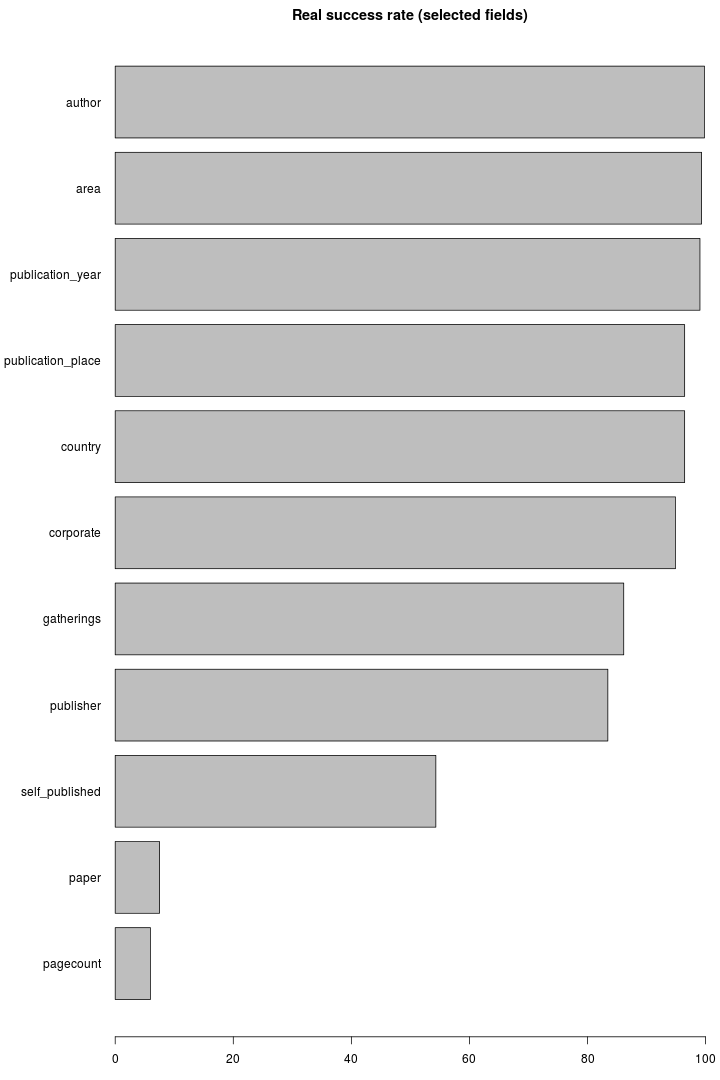 Real success rate (selected fields)
author
area
publication_year
publication_place
country
corporate
gatherings
publisher
self_published
paper
pagecount
0 20 40 60 80 100